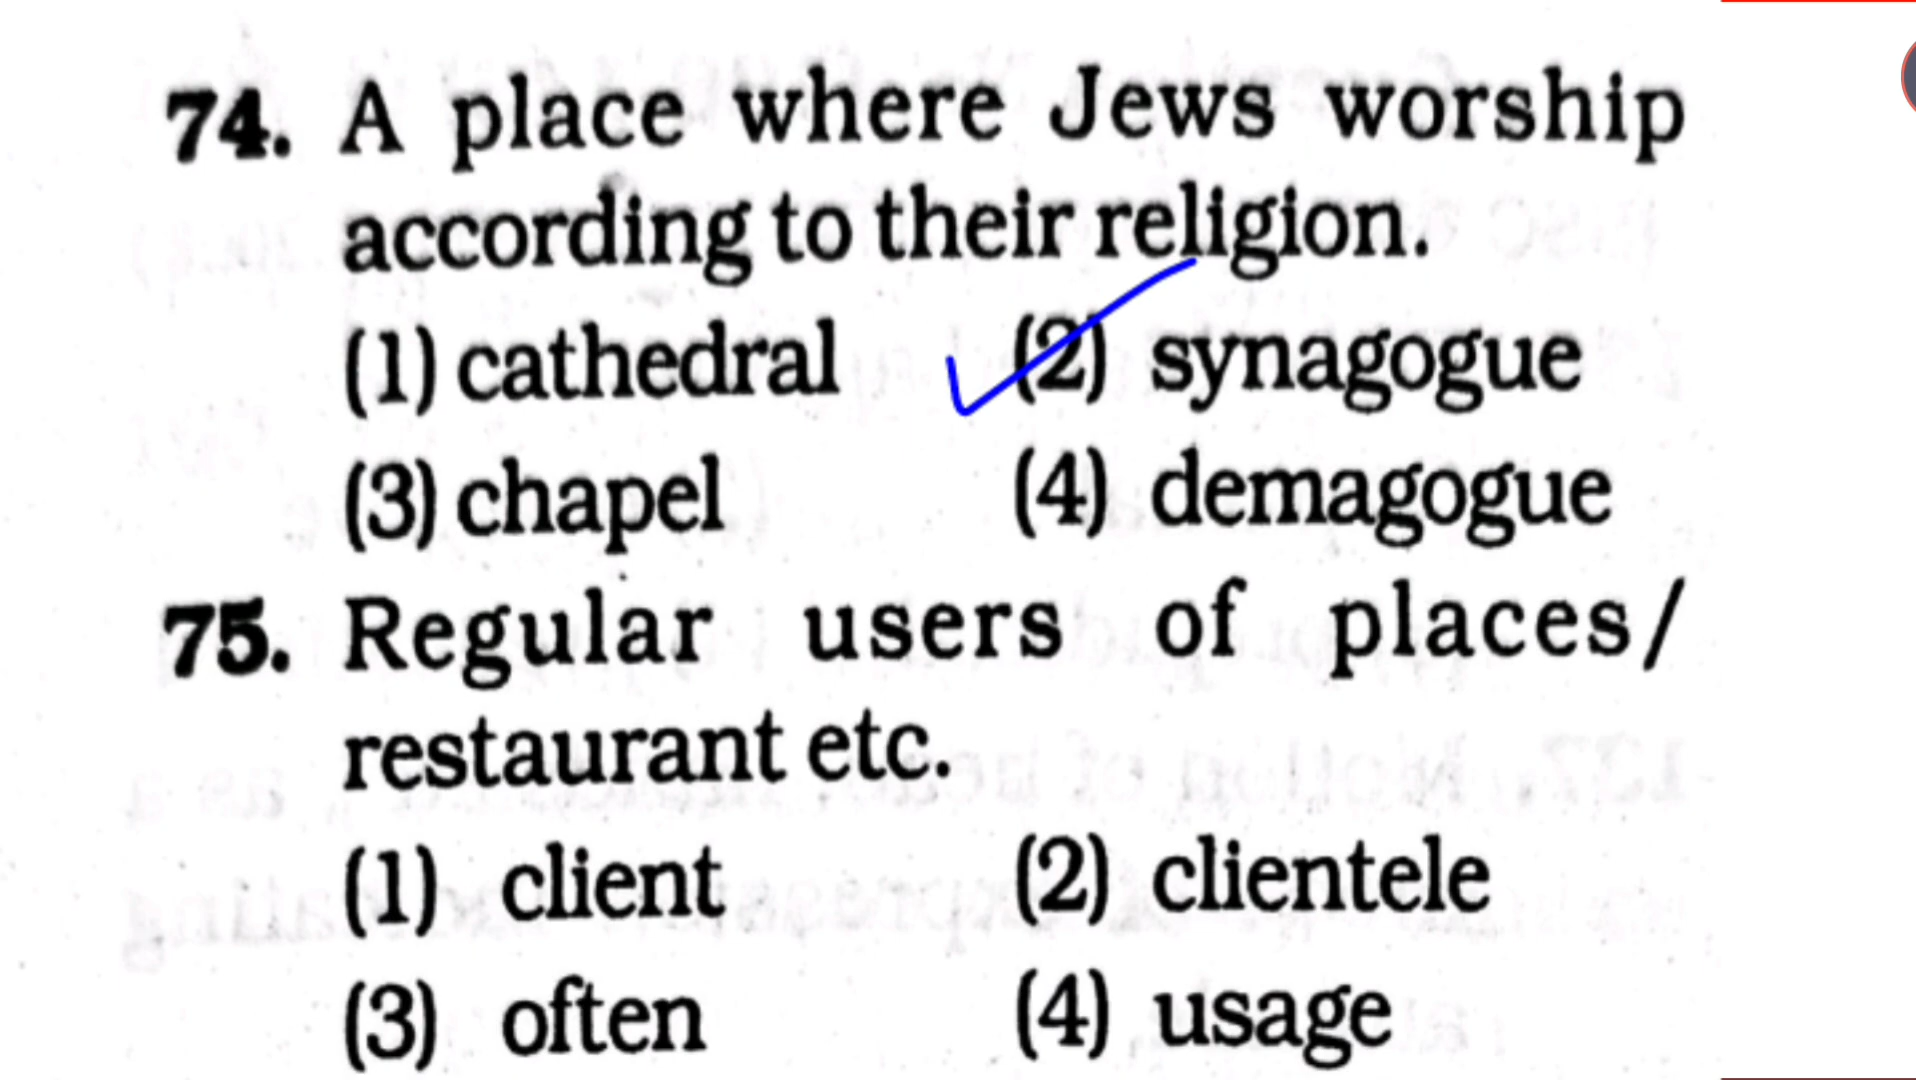 74. A place where Jews worship
according to their religion.
(1) cathedral (2) synagogue
(3) chapel (4) demagogue
75. Regular users of places/
restaurant etc.
(1) client (2) clientele
(3) often (4) usage